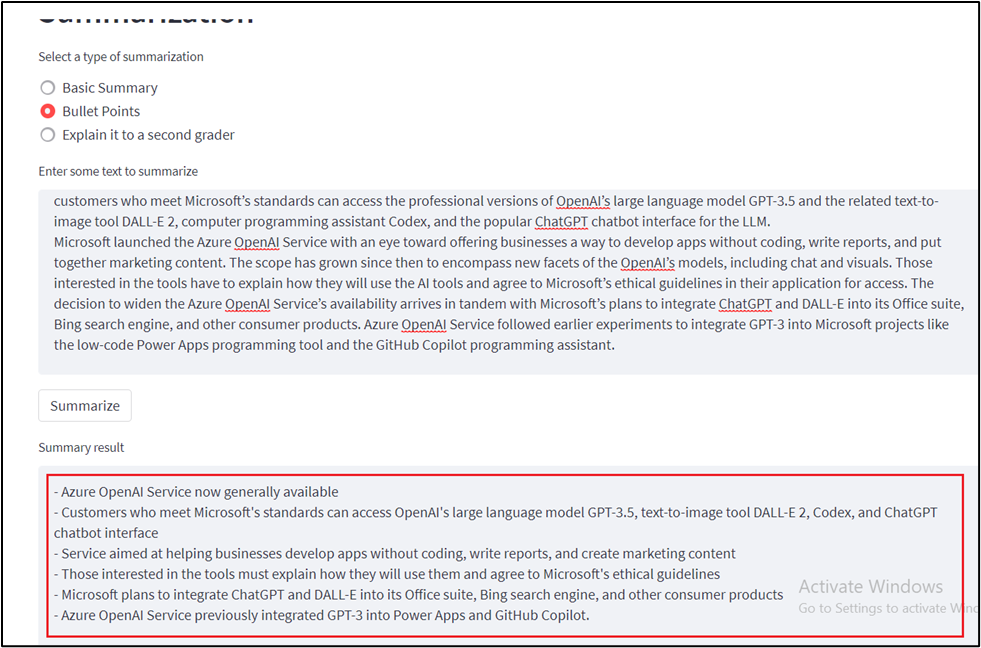 Summarization
Select a type of summarization
Basic Summary
Bullet Points
Explain it to a second grader
Enter some text to summarize
customers who meet Microsoft's standards can access the professional versions of OpenAI's large language model GPT-3.5 and the related text-to-
image tool DALL-E 2, computer programming assistant Codex, and the popular ChatGPT chatbot interface for the LLM.
Microsoft launched the Azure OpenAI Service with an eye toward offering businesses a way to develop apps without coding, write reports, and put
together marketing content. The scope has grown since then to encompass new facets of the OpenAI's models, including chat and visuals. Those
interested in the tools have to explain how they will use the AI tools and agree to Microsoft's ethical guidelines in their application for access. The
decision to widen the Azure OpenAI Service's availability arrives in tandem with Microsoft's plans to integrate ChatGPT and DALL-E into its Office suite,
Bing search engine, and other consumer products. Azure OpenAI Service followed earlier experiments to integrate GPT-3 into Microsoft projects like
the low-code Power Apps programming tool and the GitHub Copilot programming assistant.
Summarize
Summary result
- Azure OpenAI Service now generally available
- Customers who meet Microsoft's standards can access OpenAI's large language model GPT-3.5, text-to-image tool DALL-E 2, Codex, and ChatGPT
chatbot interface
- Service aimed at helping businesses develop apps without coding, write reports, and create marketing content
- Those interested in the tools must explain how they will use them and agree to Microsoft's ethical guidelines
- Microsoft plans to integrate ChatGPT and DALL-E into its Office suite, Bing search engine, and other consumer products
- Azure OpenAI Service previously integrated GPT-3 into Power Apps and GitHub Copilot.
Activate Windows
Go to Settings to activate Wind